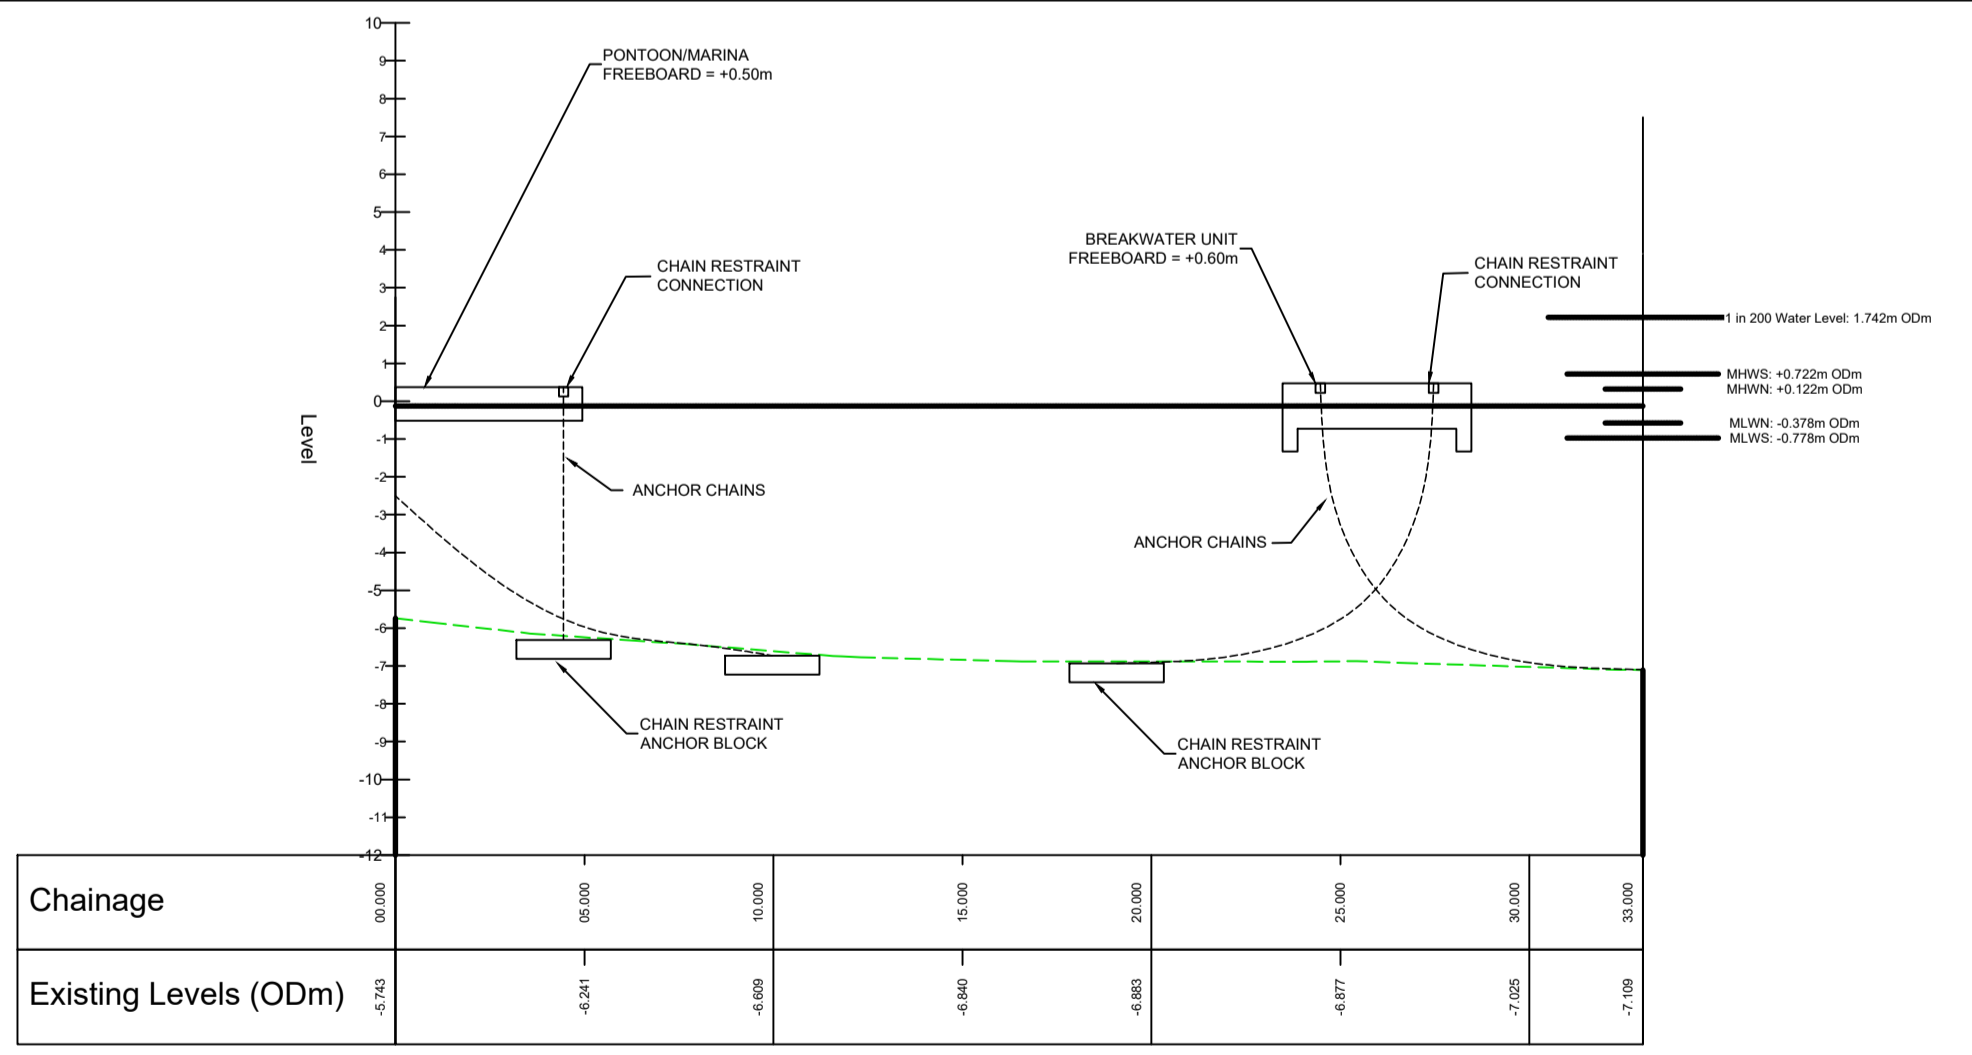 10
9
8
7
6
5
4
3
2
1
0
-1
-2
-3
-4
-5
-6
-7
-8
-9
-10
-11
-12
Level
PONTOON/MARINA
FREEBOARD = +0.50m
CHAIN RESTRAINT
CONNECTION
BREAKWATER UNIT
FREEBOARD = +0.60m
CHAIN RESTRAINT
CONNECTION
1 in 200 Water Level: 1.742m ODm
MHWS: +0.722m ODm
MHWN: +0.122m ODm
MLWN: -0.378m ODm
MLWS: -0.778m ODm
ANCHOR CHAINS
ANCHOR CHAINS
CHAIN RESTRAINT
ANCHOR BLOCK
CHAIN RESTRAINT
ANCHOR BLOCK
Chainage
00.000
05.000
10.000
15.000
20.000
25.000
30.000
33.000
Existing Levels (ODm)
-5.743
-6.241
-6.609
-6.840
-6.883
-6.877
-7.025
-7.109